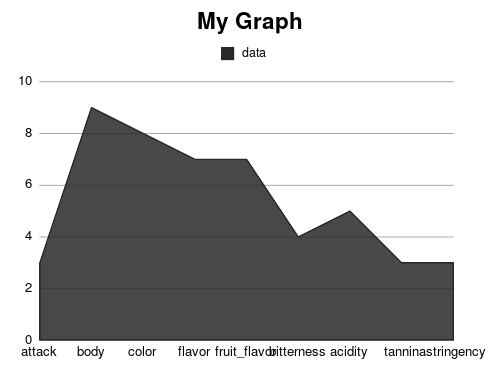 My Graph
data
10
8
6
4
2
0
attack body color flavor fruit_flavor bitterness acidity tannin astringency